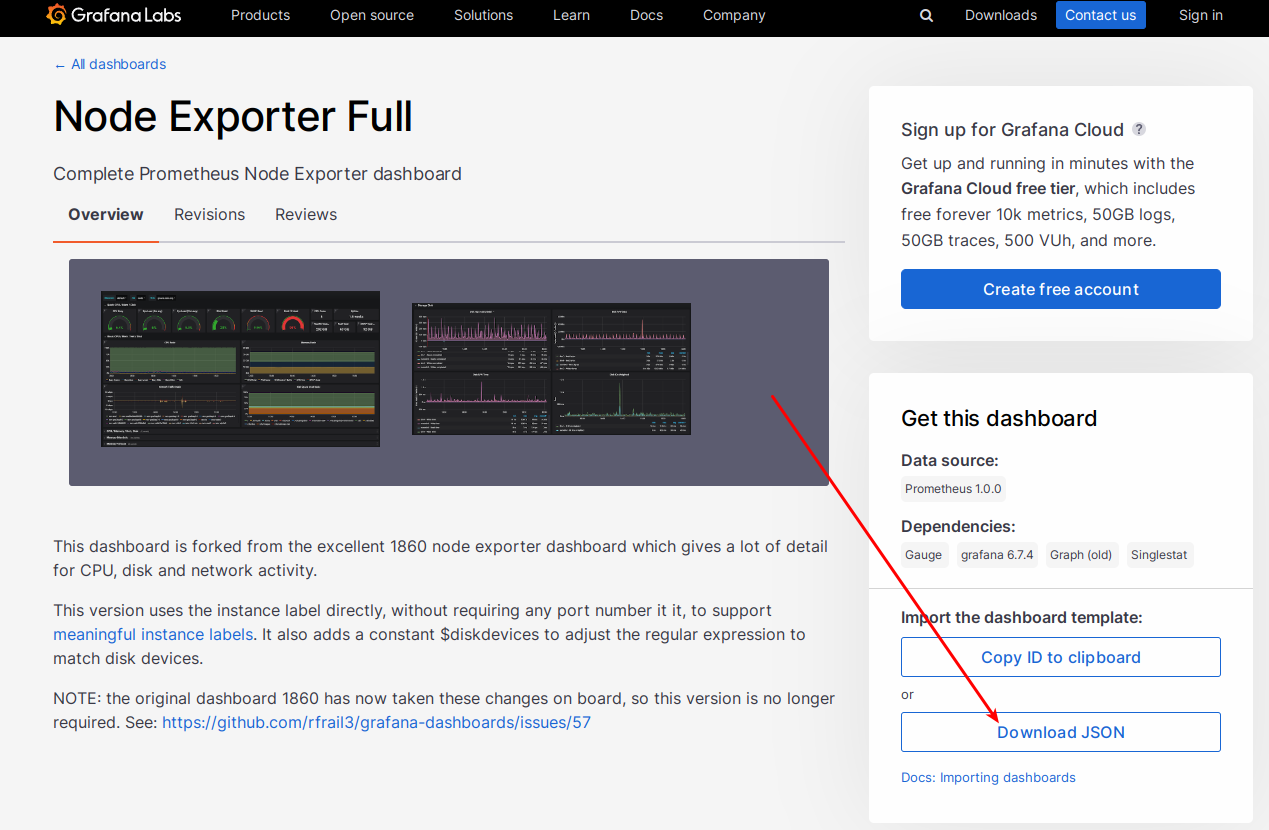 Grafana Labs
Products
Open source
Solutions
Learn
Docs
Company
Downloads
Contact us
Sign in
← All dashboards
Node Exporter Full
Complete Prometheus Node Exporter dashboard
Overview
Revisions
Reviews
This dashboard is forked from the excellent 1860 node exporter dashboard which gives a lot of detail
for CPU, disk and network activity.
This version uses the instance label directly, without requiring any port number it it, to support
meaningful instance labels. It also adds a constant $diskdevices to adjust the regular expression to
match disk devices.
NOTE: the original dashboard 1860 has now taken these changes on board, so this version is no longer
required. See: https://github.com/rfrail3/grafana-dashboards/issues/57
Sign up for Grafana Cloud ?
Get up and running in minutes with the
Grafana Cloud free tier, which includes
free forever 10k metrics, 50GB logs,
50GB traces, 500 VUh, and more.
Create free account
Get this dashboard
Data source:
Prometheus 1.0.0
Dependencies:
Gauge
grafana 6.7.4
Graph (old)
Singlestat
Import the dashboard template:
Copy ID to clipboard
or
Download JSON
Docs: Importing dashboards